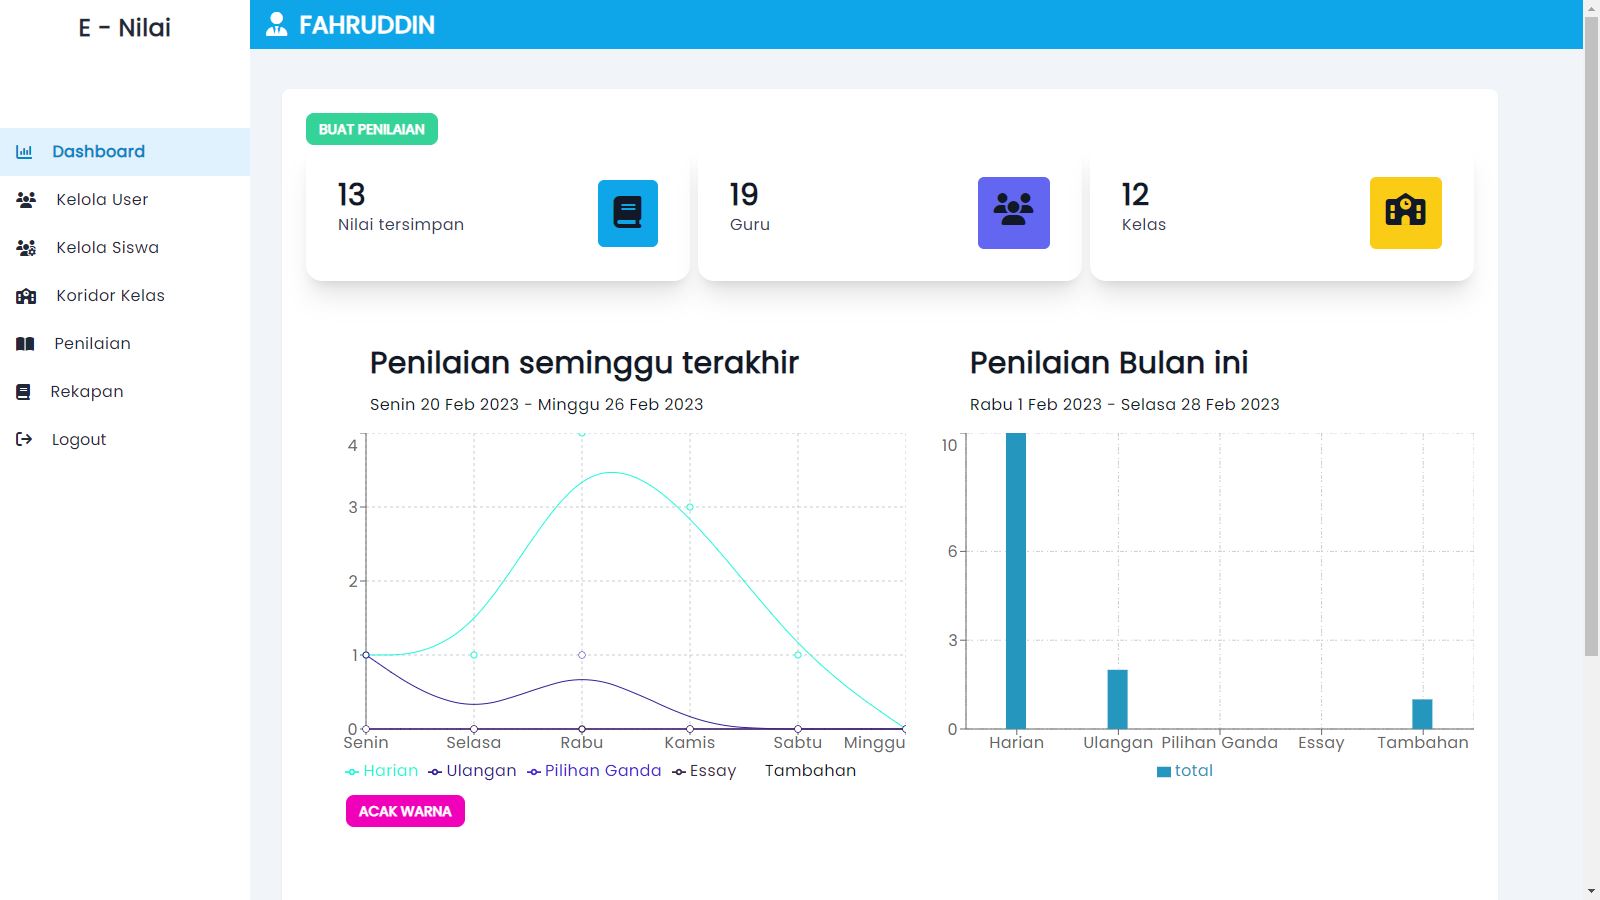 E - Nilai
FAHRUDDIN
Dashboard
Kelola User
Kelola Siswa
Koridor Kelas
Penilaian
Rekapan
Logout
BUAT PENILAIAN
13
Nilai tersimpan
19
Guru
12
Kelas
Penilaian seminggu terakhir
Senin 20 Feb 2023 - Minggu 26 Feb 2023
4
3
2
1
0
Senin Selasa Rabu Kamis Sabtu Minggu
Harian Ulangan Pilihan Ganda Essay Tambahan
ACAK WARNA
Penilaian Bulan ini
Rabu 1 Feb 2023 - Selasa 28 Feb 2023
10
6
3
0
Harian Ulangan Pilihan Ganda Essay Tambahan
total